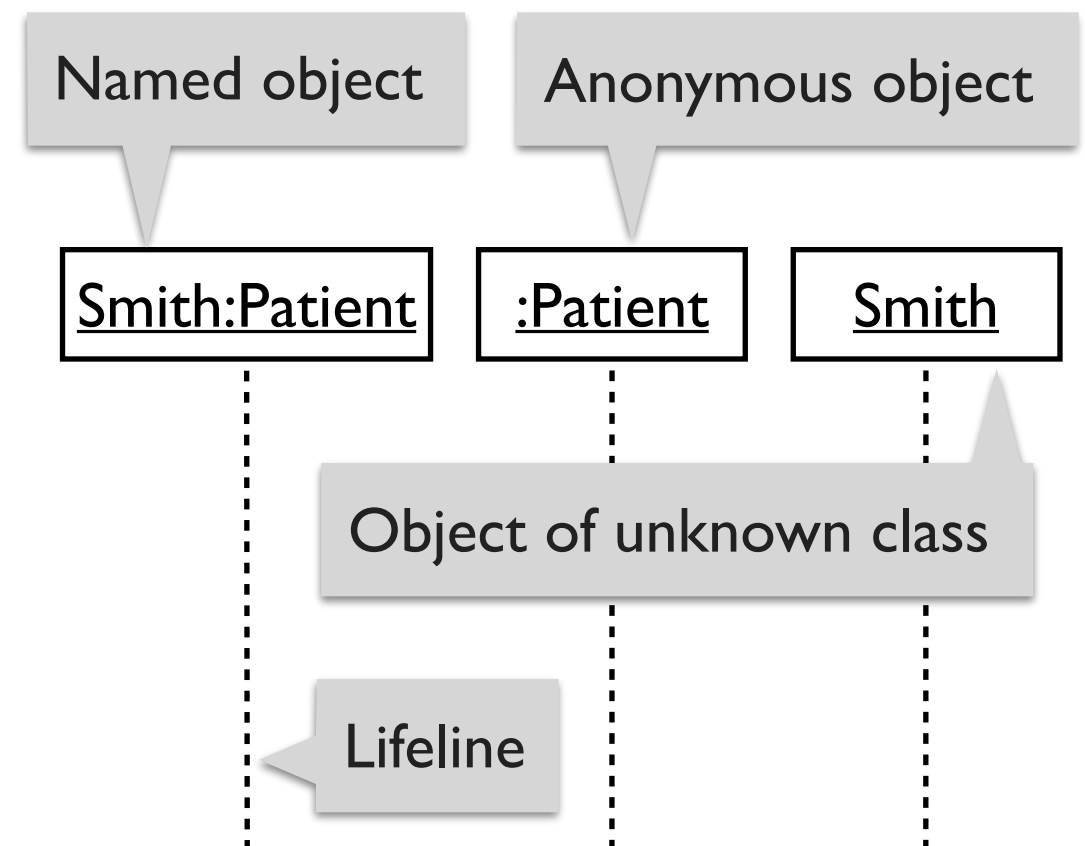 Named object
Anonymous object
Smith:Patient
:Patient
Smith
Object of unknown class
Lifeline